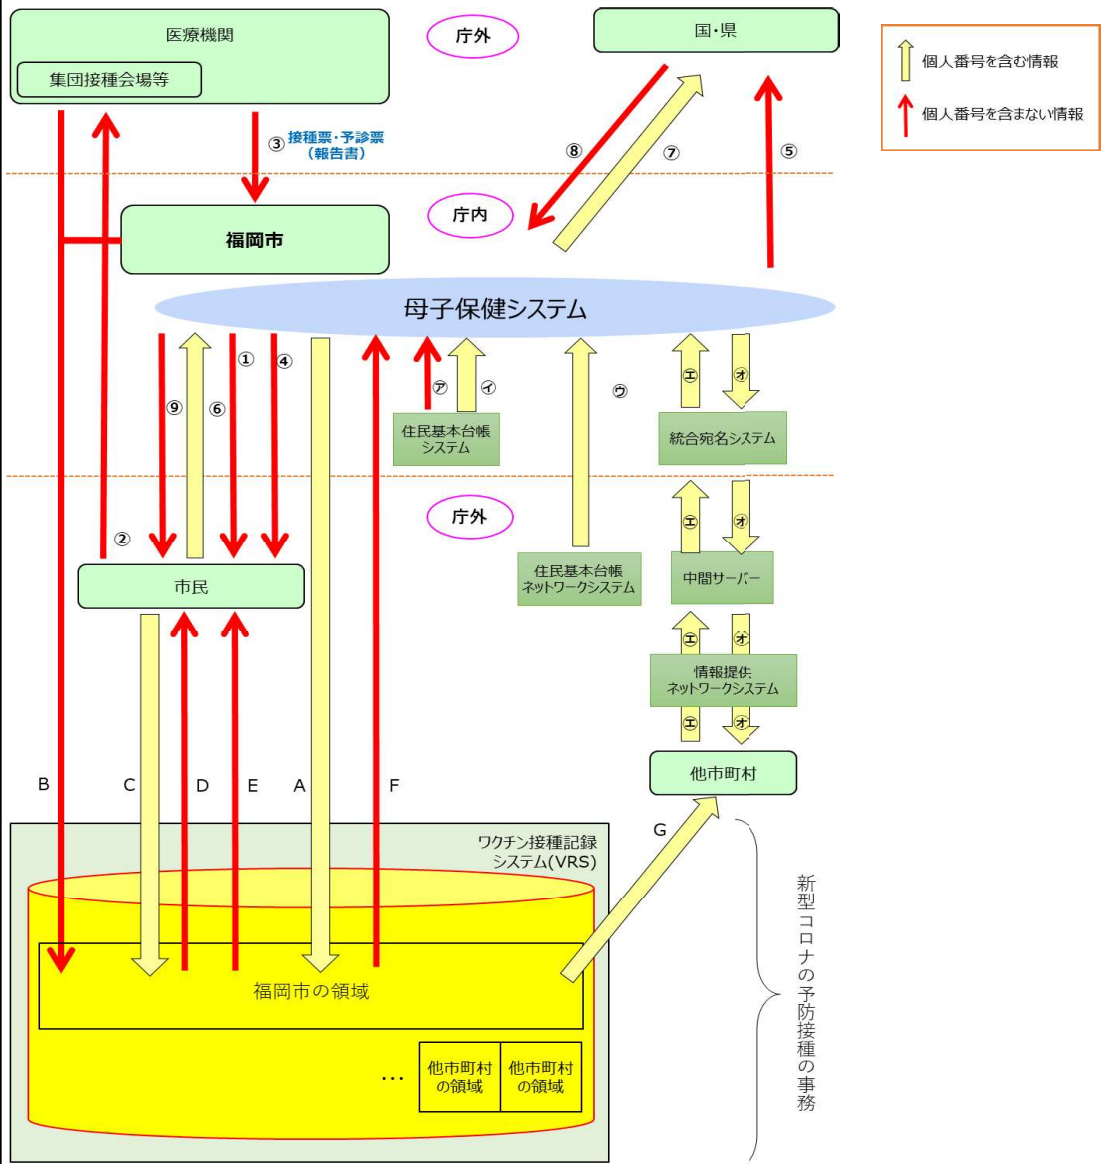 医療機関
集団接種会場等
庁外
国・県
個人番号を含む情報
個人番号を含まない情報
③ 接種票・予診票
（報告書）
⑧
⑦
⑤
福岡市
庁内
母子保健システム
①
④
⑨
⑥
㋐
㋑
㋒
㋓
㋔
住民基本台帳
システム
統合宛名システム
②
庁外
㋓
㋔
市民
住民基本台帳
ネットワークシステム
中間サーバー
㋓
㋔
情報提供
ネットワークシステム
㋓
㋔
他市町村
B
C
D
E
A
F
G
ワクチン接種記録
システム(VRS)
福岡市の領域
…
他市町村
の領域
他市町村
の領域
新型コロナの予防接種の事務